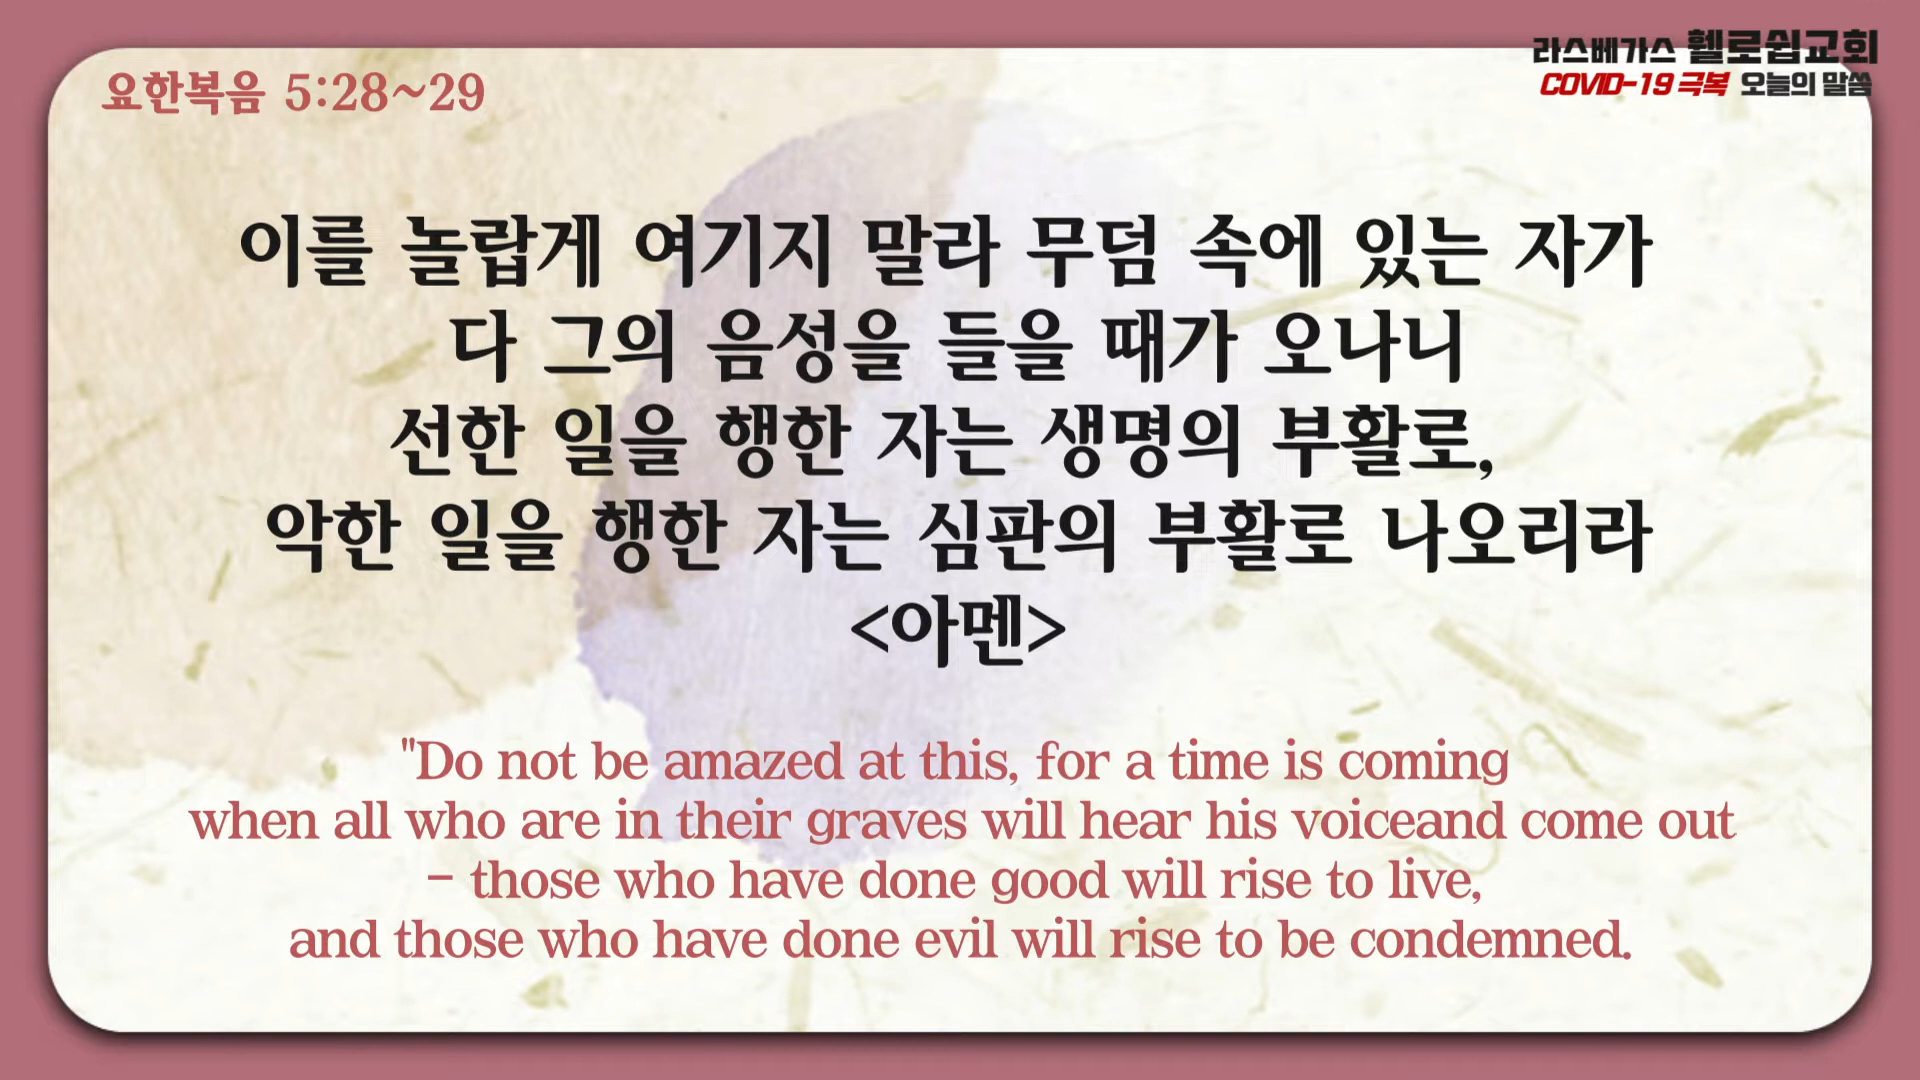 요한복음 5:28~29
라스베가스 헬로쉽교회
COVID-19 극복 오늘의 말씀
이를 놀랍게 여기지 말라 무덤 속에 있는 자가
다 그의 음성을 들을 때가 오나니
선한 일을 행한 자는 생명의 부활로,
악한 일을 행한 자는 심판의 부활로 나오리라
<아멘>
"Do not be amazed at this, for a time is coming
when all who are in their graves will hear his voiceand come out
- those who have done good will rise to live,
and those who have done evil will rise to be condemned.